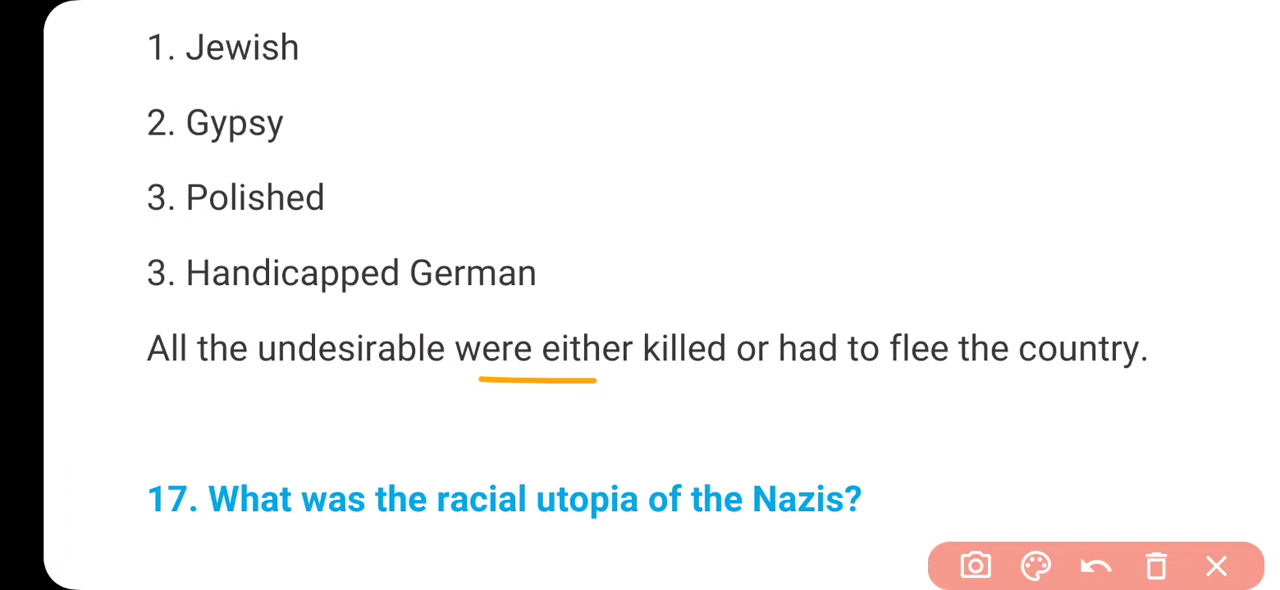 1. Jewish
2. Gypsy
3. Polished
3. Handicapped German
All the undesirable were either killed or had to flee the country.
17. What was the racial utopia of the Nazis?